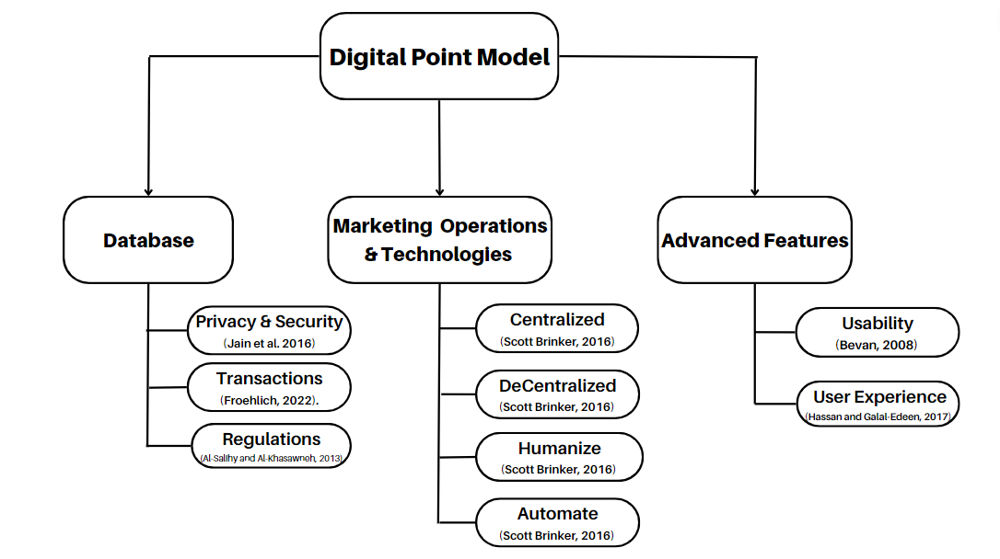 Digital Point Model
Database
Marketing Operations
& Technologies
Advanced Features
Privacy & Security
(Jain et al. 2016)
Transactions
(Froehlich, 2022).
Regulations
(Al-Salihy and Al-Khasawneh, 2013)
Centralized
(Scott Brinker, 2016)
DeCentralized
(Scott Brinker, 2016)
Humanize
(Scott Brinker, 2016)
Automate
(Scott Brinker, 2016)
Usability
(Bevan, 2008)
User Experience
(Hassan and Galal-Edeen, 2017)